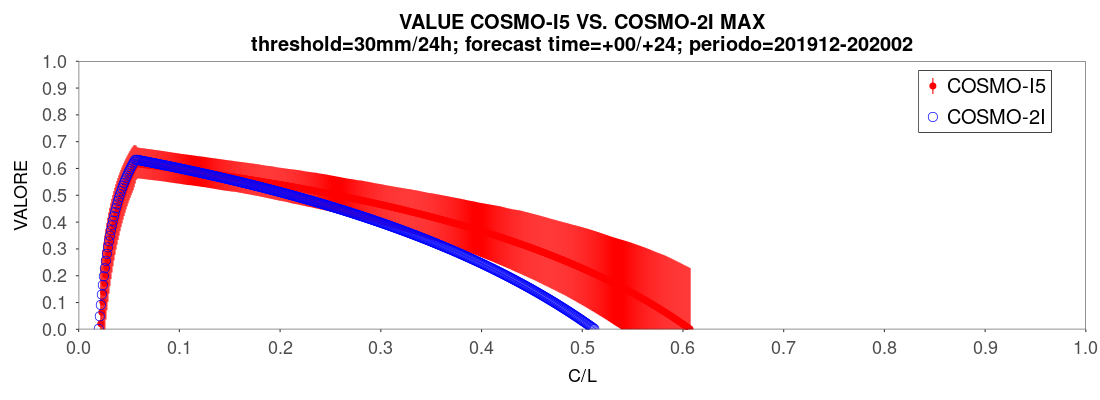 VALUE COSMO-I5 VS. COSMO-2I MAX
threshold=30mm/24h; forecast time=+00/+24; periodo=201912-202002
1.0
0.9
0.8
0.7
0.6
0.5
0.4
0.3
0.2
0.1
0.0
VALORE
COSMO-I5
COSMO-2I
0.0 0.1 0.2 0.3 0.4 0.5 0.6 0.7 0.8 0.9 1.0
C/L